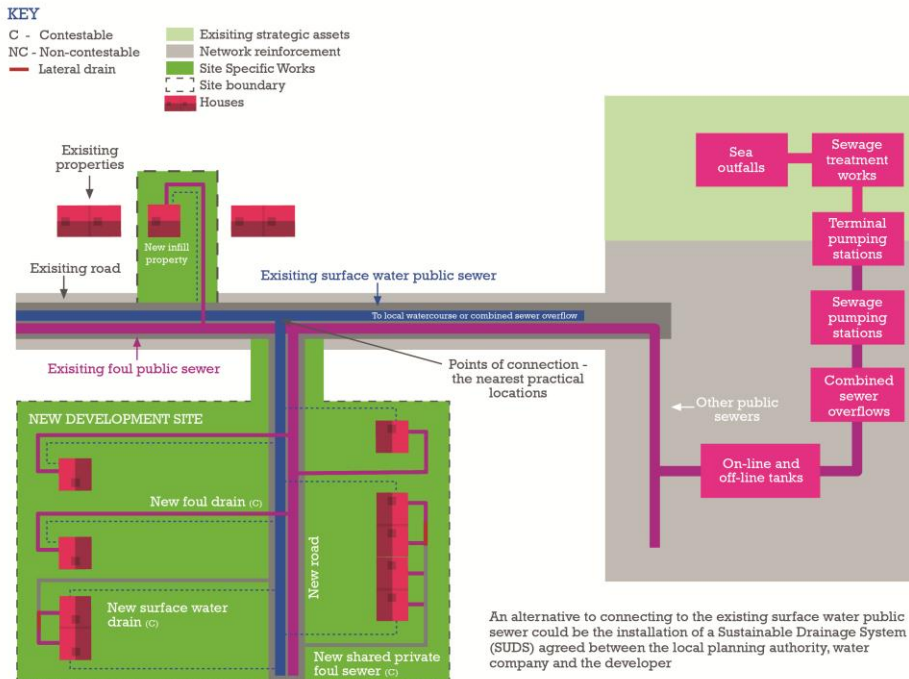 KEY
C - Contestable
NC - Non-contestable
Lateral drain
Exisiting strategic assets
Network reinforcement
Site Specific Works
Site boundary
Houses
Exisiting
properties
New infill
property
Exisiting road
Exisiting surface water public sewer
To local watercourse or combined sewer overflow
Exisiting foul public sewer
Points of connection -
the nearest practical
locations
NEW DEVELOPMENT SITE
New foul drain (C)
New road
New surface water
drain (C)
New shared private
foul sewer (C)
Sea
outfalls
Sewage
treatment
works
Terminal
pumping
stations
Sewage
pumping
stations
Combined
sewer
overflows
Other public
sewers
On-line and
off-line tanks
An alternative to connecting to the existing surface water public
sewer could be the installation of a Sustainable Drainage System
(SUDS) agreed between the local planning authority, water
company and the developer